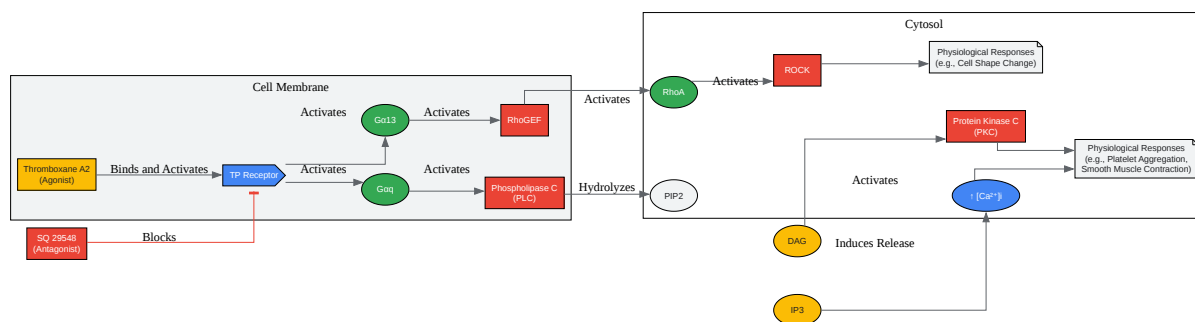 Cytosol
Physiological Responses
(e.g., Cell Shape Change)
ROCK
Activates
RhoA
Activates
Cell Membrane
Activates
Gα13
Activates
RhoGEF
Protein Kinase C
(PKC)
Physiological Responses
(e.g., Platelet Aggregation,
Smooth Muscle Contraction)
Thromboxane A2
(Agonist)
Binds and Activates
TP Receptor
Activates
Gαq
Activates
Phospholipase C
(PLC)
Hydrolyzes
PIP2
Activates
↑ [Ca²⁺]i
SQ 29548
(Antagonist)
Blocks
DAG
Induces Release
IP3